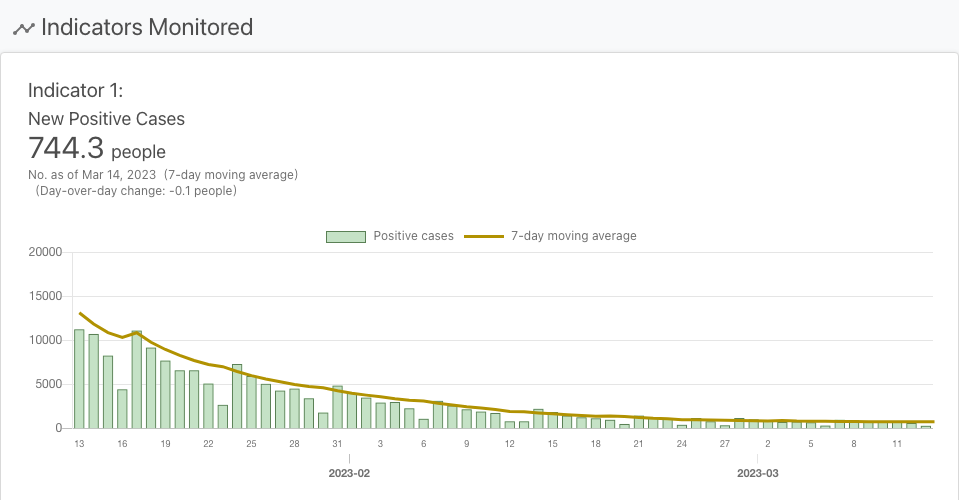 Indicators Monitored
Indicator 1:
New Positive Cases
744.3 people
No. as of Mar 14, 2023 (7-day moving average)
(Day-over-day change: -0.1 people)
Positive cases 7-day moving average
20000
15000
10000
5000
0
13 16 19 22 25 28 31 3 6 9 12 15 18 21 24 27 2 5 8 11
2023-02 2023-03